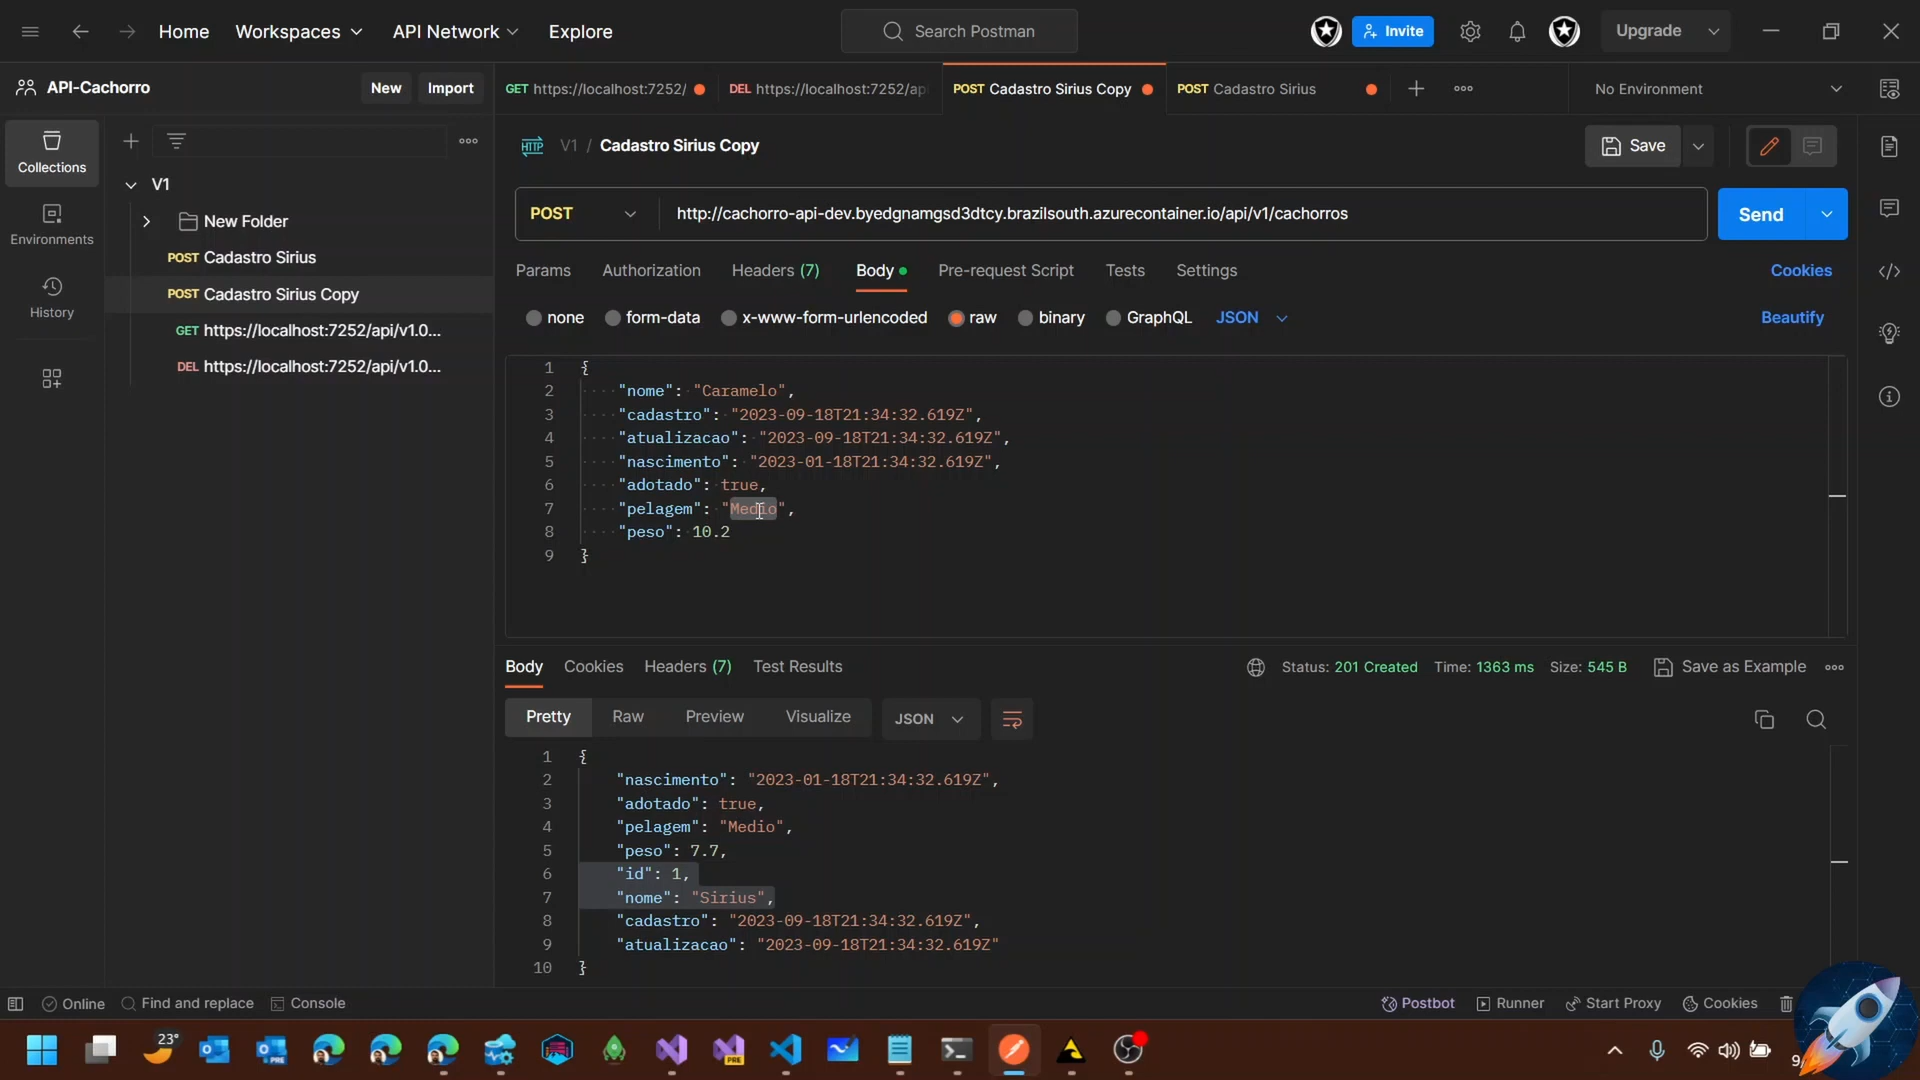 Home
Workspaces
API Network
Explore
Search Postman
Invite
Upgrade
API-Cachorro
New
Import
GET https://localhost:7252/
DEL https://localhost:7252/ap
POST Cadastro Sirius Copy
POST Cadastro Sirius
No Environment
Collections
Environments
History
V1
New Folder
POST Cadastro Sirius
POST Cadastro Sirius Copy
GET https://localhost:7252/api/v1.0...
DEL https://localhost:7252/api/v1.0...
HTTP V1 / Cadastro Sirius Copy
Save
POST
http://cachorro-api-dev.byedgnamgsd3dtcy.brazilsouth.azurecontainer.io/api/v1/cachorros
Send
Params
Authorization
Headers (7)
Body
Pre-request Script
Tests
Settings
Cookies
none
form-data
x-www-form-urlencoded
raw
binary
GraphQL
JSON
Beautify
1 {
2 "nome": "Caramelo",
3 "cadastro": "2023-09-18T21:34:32.619Z",
4 "atualizacao": "2023-09-18T21:34:32.619Z",
5 "nascimento": "2023-01-18T21:34:32.619Z",
6 "adotado": true,
7 "pelagem": "Medio",
8 "peso": 10.2
9 }
Body
Cookies
Headers (7)
Test Results
Status: 201 Created
Time: 1363 ms
Size: 545 B
Save as Example
Pretty
Raw
Preview
Visualize
JSON
1 {
2 "nascimento": "2023-01-18T21:34:32.619Z",
3 "adotado": true,
4 "pelagem": "Medio",
5 "peso": 7.7,
6 "id": 1,
7 "nome": "Sirius",
8 "cadastro": "2023-09-18T21:34:32.619Z",
9 "atualizacao": "2023-09-18T21:34:32.619Z"
10 }
Online
Find and replace
Console
Postbot
Runner
Start Proxy
Cookies
23°
PRE
PRE